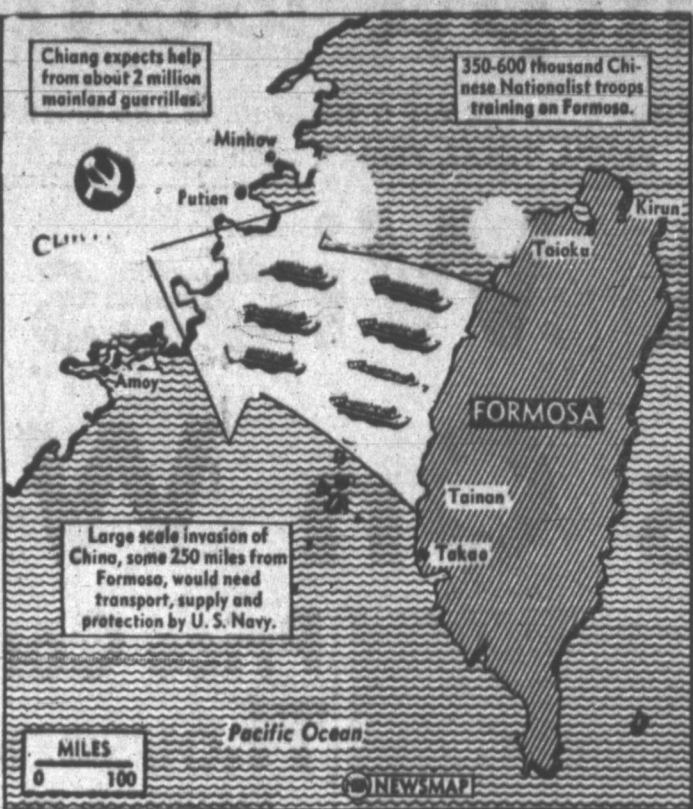 Chiang expects help
from about 2 million
mainland guerrillas.
350-600 thousand Chi-
nese Nationalist troops
training on Formosa.
Minhow
Putien
Kirun
Taioku
Amoy
FORMOSA
Tainan
Takao
Large scale invasion of
China, some 250 miles from
Formosa, would need
transport, supply and
protection by U. S. Navy.
Pacific Ocean
MILES
0 100
NEWSMAP